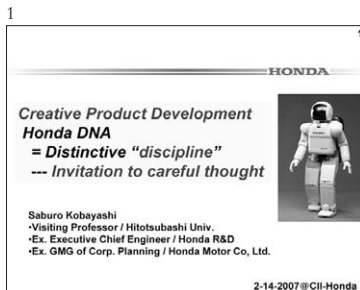 1
HONDA
Creative Product Development
Honda DNA
= Distinctive “discipline”
--- Invitation to careful thought
Saburo Kobayashi
•Visiting Professor / Hitotsubashi Univ.
•Ex. Executive Chief Engineer / Honda R&D
•Ex. GMG of Corp. Planning / Honda Motor Co, Ltd.
2-14-2007@CII-Honda